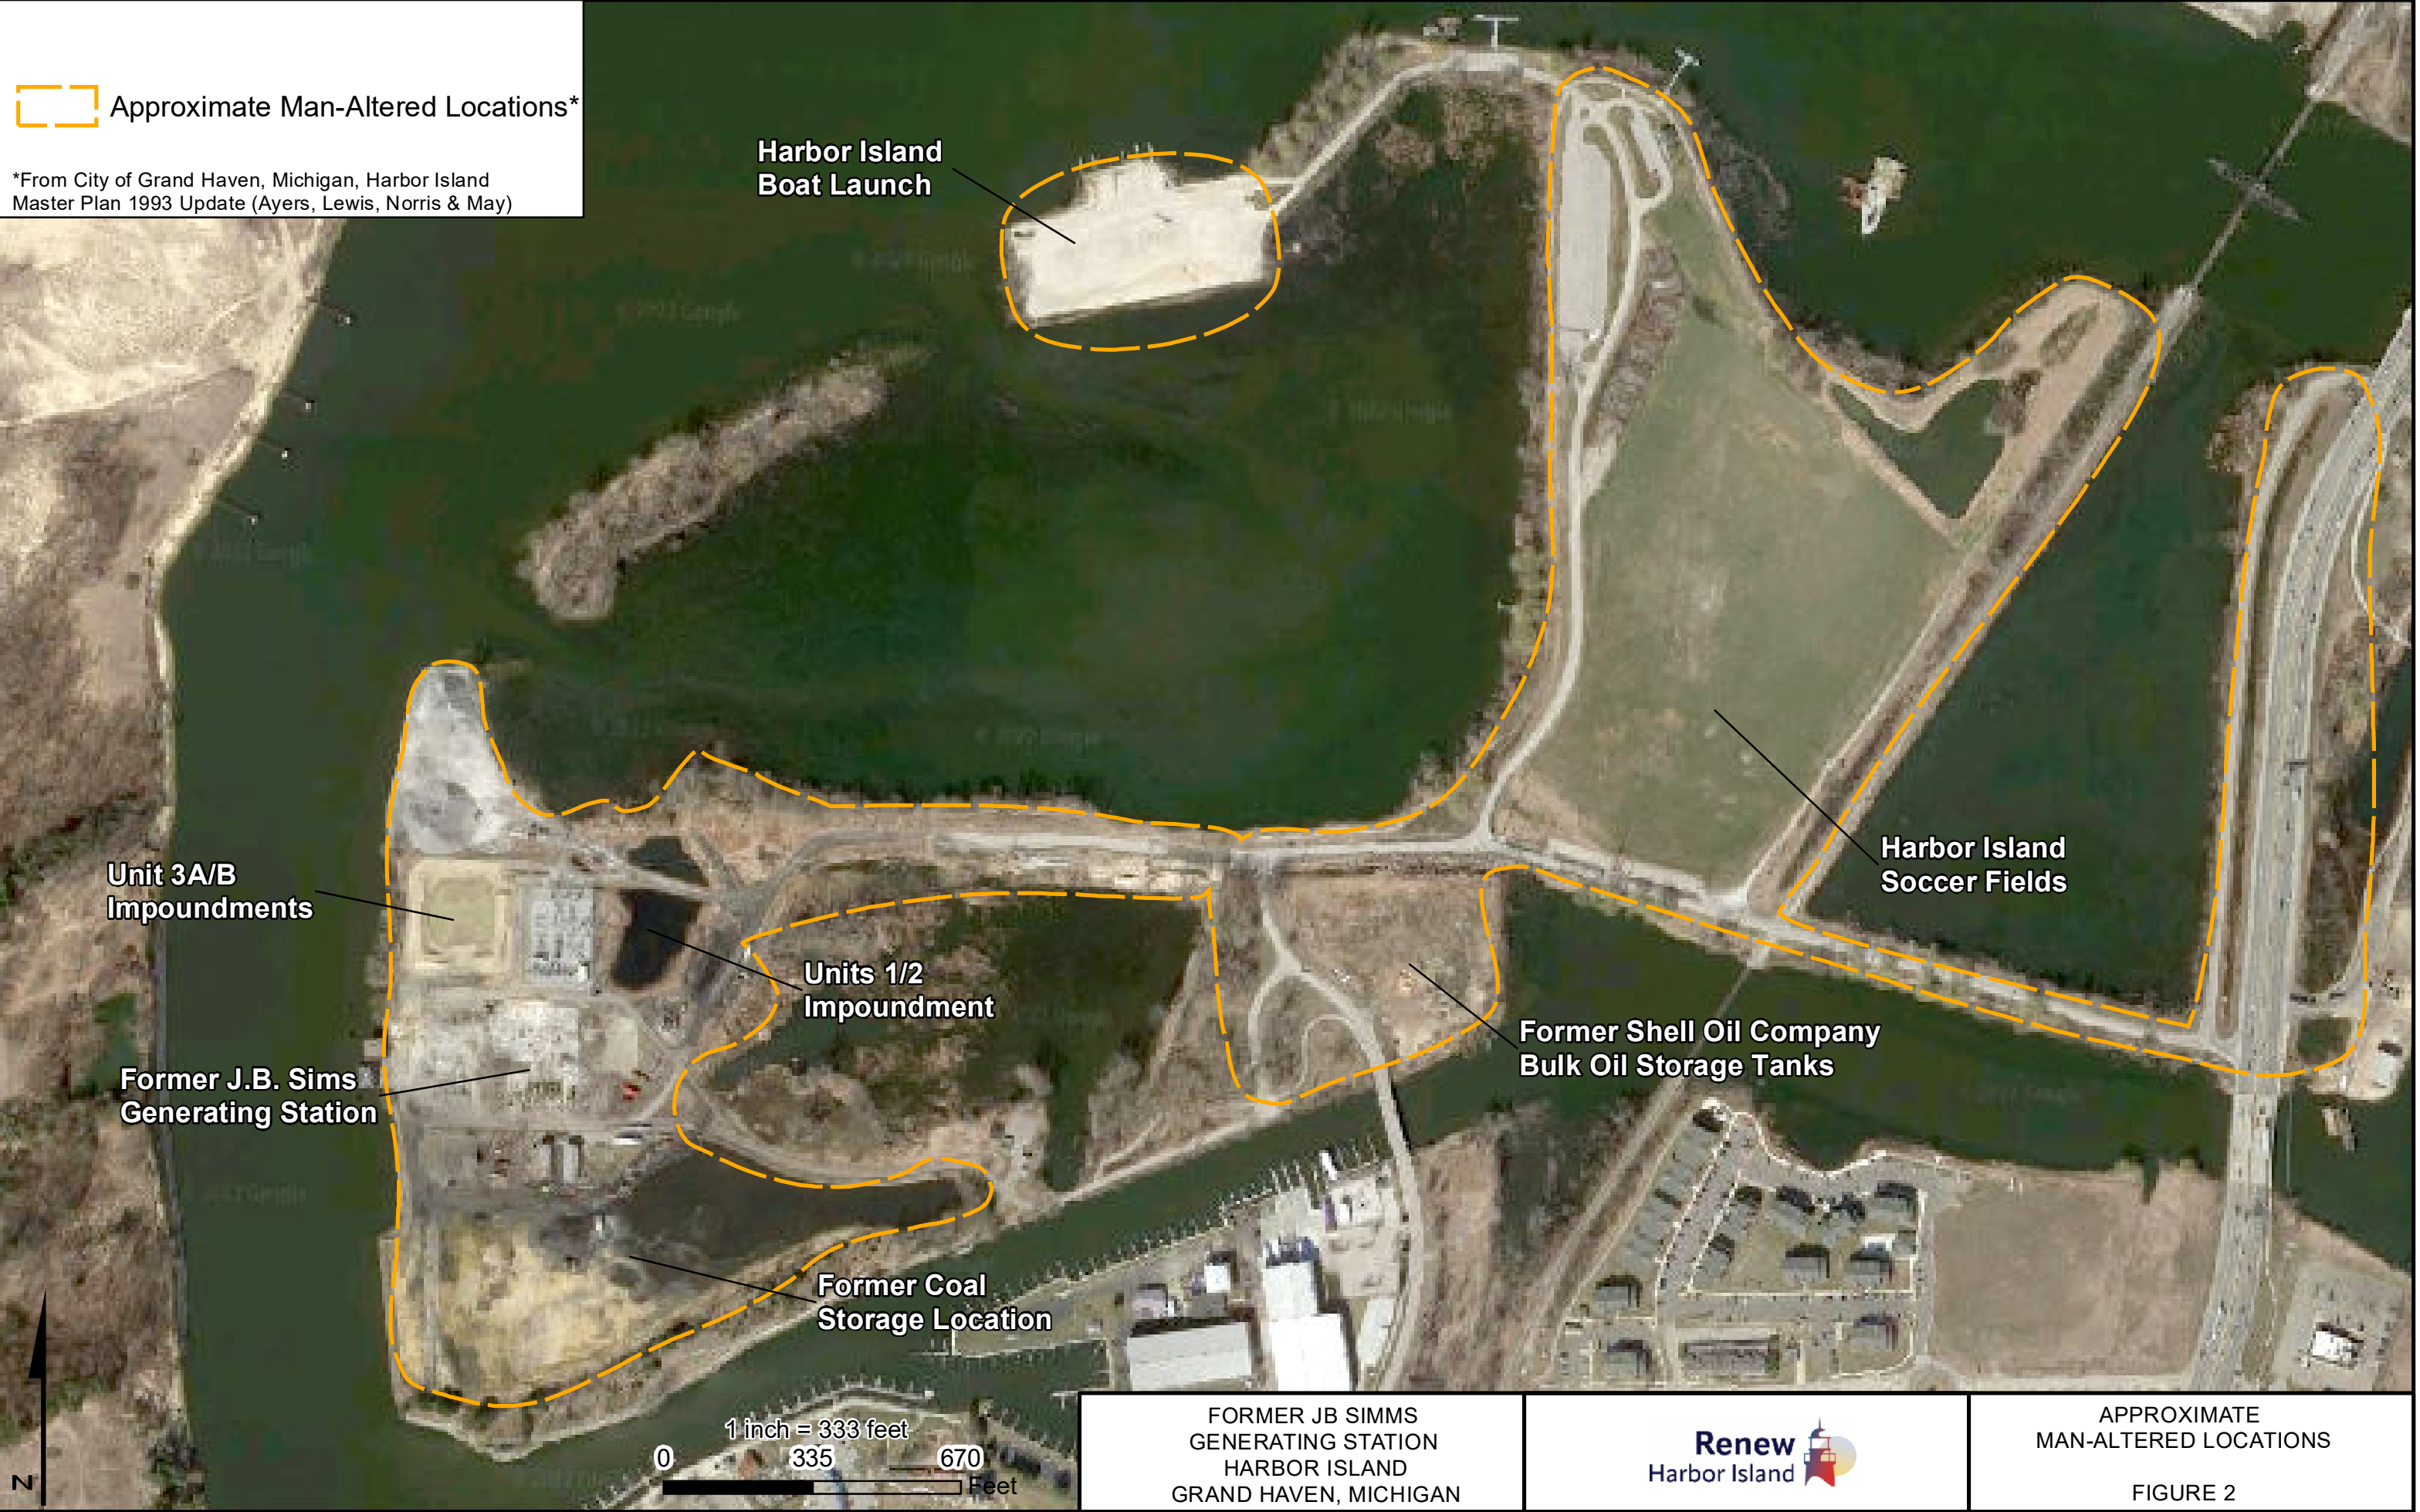 Approximate Man-Altered Locations*
*From City of Grand Haven, Michigan, Harbor Island
Master Plan 1993 Update (Ayers, Lewis, Norris & May)
Harbor Island
Boat Launch
Harbor Island
Soccer Fields
Unit 3A/B
Impoundments
Units 1/2
Impoundment
Former Shell Oil Company
Bulk Oil Storage Tanks
Former J.B. Sims
Generating Station
Former Coal
Storage Location
N
1 inch = 333 feet
0 335 670
Feet
FORMER JB SIMMS
GENERATING STATION
HARBOR ISLAND
GRAND HAVEN, MICHIGAN
Renew
Harbor Island
APPROXIMATE
MAN-ALTERED LOCATIONS
FIGURE 2